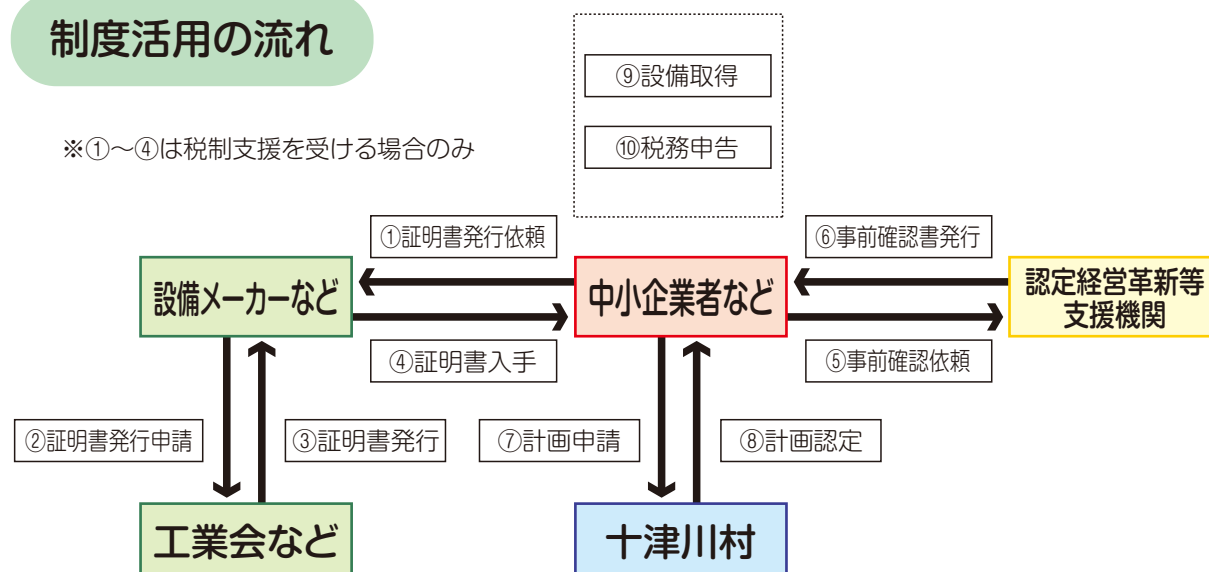 制度活用の流れ
※①~④は税制支援を受ける場合のみ
⑨設備取得
⑩税務申告
①証明書発行依頼
⑥事前確認書発行
設備メーカーなど
中小企業者など
認定経営革新等
支援機関
④証明書入手
⑤事前確認依頼
②証明書発行申請
③証明書発行
⑦計画申請
⑧計画認定
工業会など
十津川村